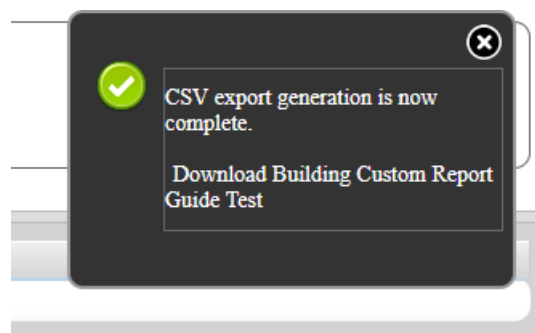 CSV export generation is now
complete.
Download Building Custom Report
Guide Test